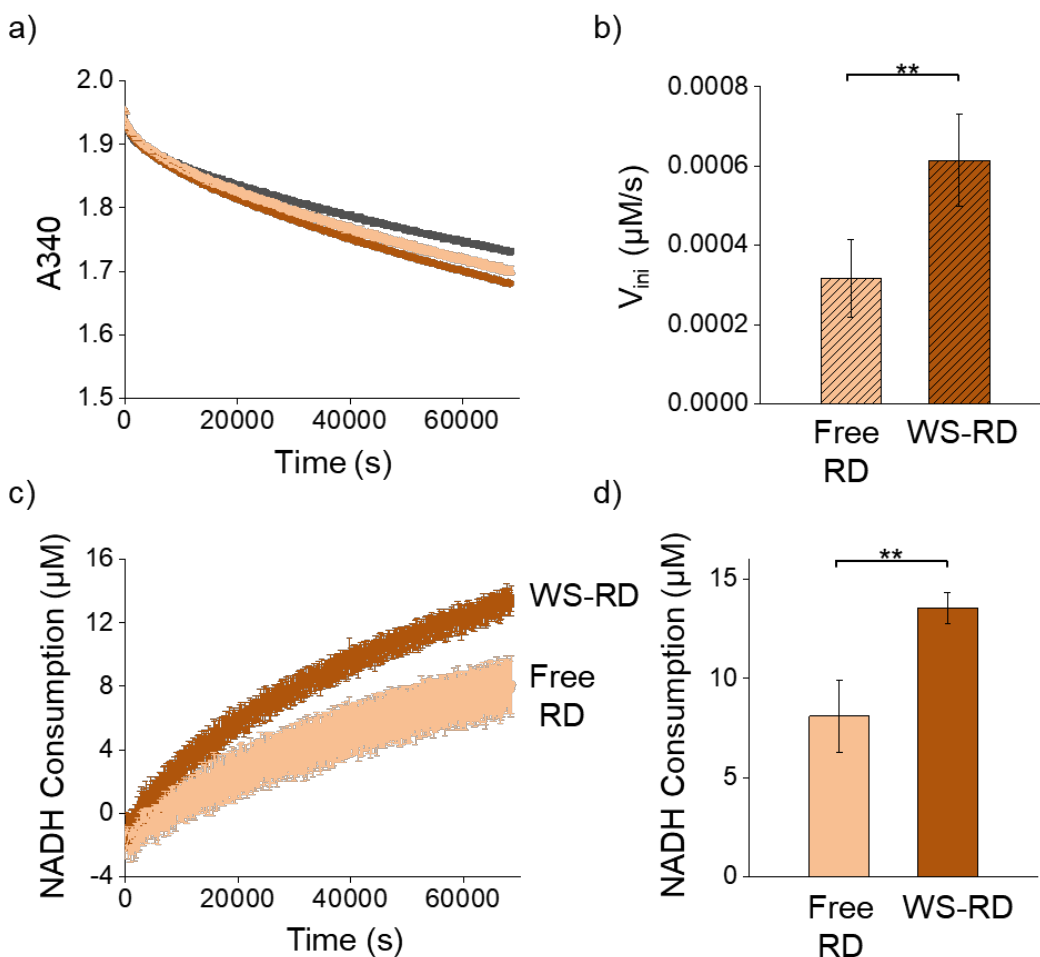 a)
2.0
1.9
1.8
1.7
1.6
1.5
A340
0 20000 40000 60000
Time (s)
b)
**
0.0008
0.0006
0.0004
0.0002
0.0000
Vini (µM/s)
Free
RD
WS-RD
c)
16
12
8
4
0
-4
NADH Consumption (µM)
WS-RD
Free
RD
0 20000 40000 60000
Time (s)
d)
**
15
10
5
0
NADH Consumption (µM)
Free
RD
WS-RD